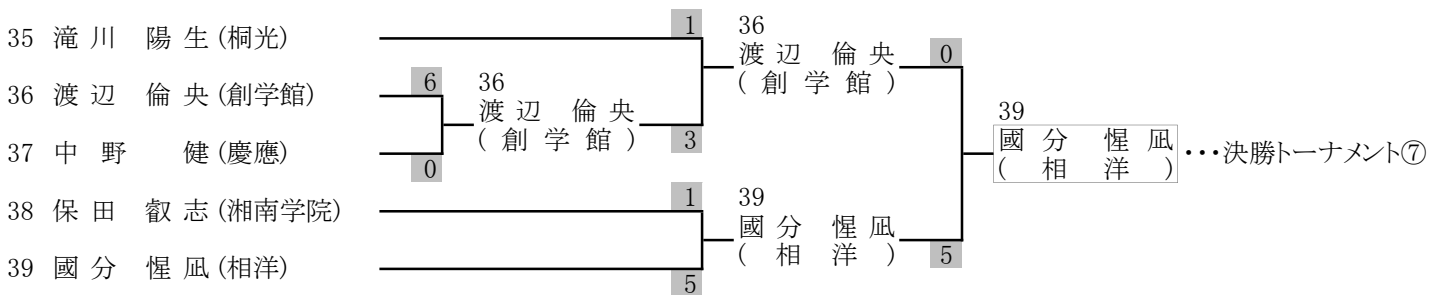 35 滝川 陽生(桐光)
1
36
渡辺 倫央
(創学館)
0
36 渡辺 倫央(創学館)
6
36
渡辺 倫央
(創学館)
3
37 中野 健(慶應)
0
39
國分 惺凪
(相洋)
・・・決勝トーナメント⑦
38 保田 叡志(湘南学院)
1
39
國分 惺凪
(相洋)
5
39 國分 惺凪(相洋)
5